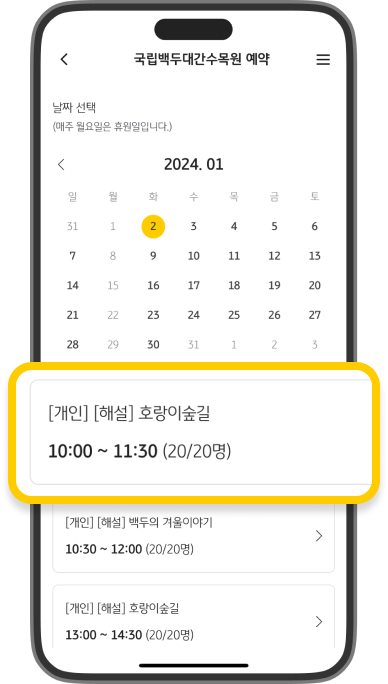 국립백두대간수목원 예약
날짜 선택
(매주 월요일은 휴원일입니다.)
2024. 01
일 월 화 수 목 금 토
31 1 2 3 4 5 6
7 8 9 10 11 12 13
14 15 16 17 18 19 20
21 22 23 24 25 26 27
28 29 30 31 1 2 3
[개인] [해설] 호랑이숲길
10:00 ~ 11:30 (20/20명)
[개인] [해설] 백두의 겨울이야기
10:30 ~ 12:00 (20/20명)
[개인] [해설] 호랑이숲길
13:00 ~ 14:30 (20/20명)